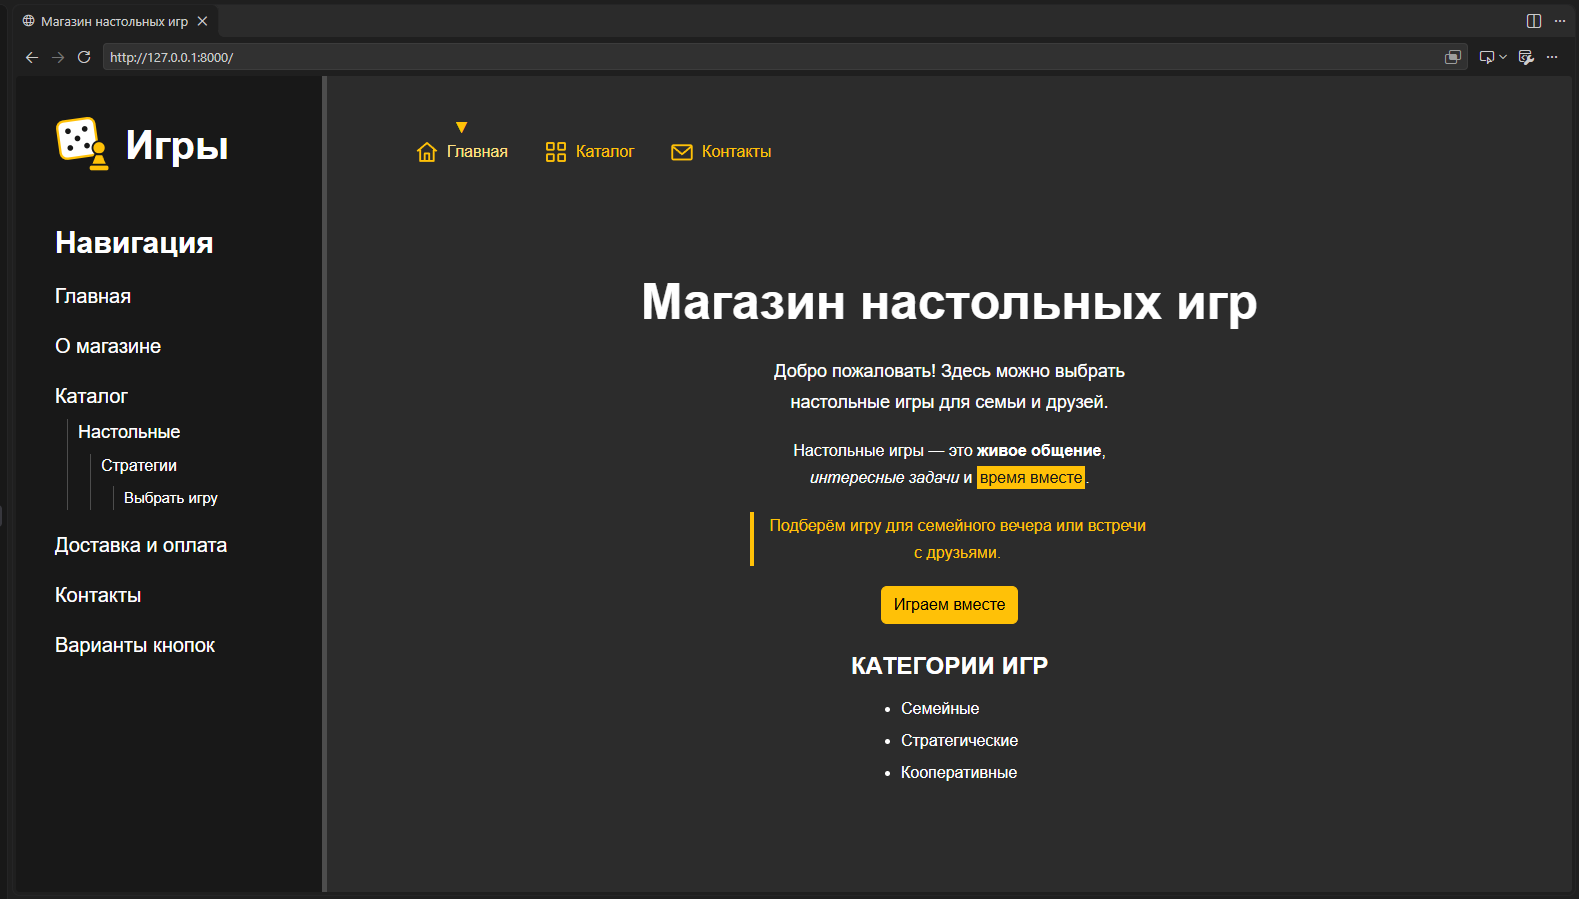 Магазин настольных игр
http://127.0.0.1:8000/
Игры
Навигация
Главная
О магазине
Каталог
Настольные
Стратегии
Выбрать игру
Доставка и оплата
Контакты
Варианты кнопок
▼
Главная
Каталог
Контакты
Магазин настольных игр
Добро пожаловать! Здесь можно выбрать
настольные игры для семьи и друзей.
Настольные игры — это живое общение,
интересные задачи и время вместе.
Подберём игру для семейного вечера или встречи
с друзьями.
Играем вместе
КАТЕГОРИИ ИГР
• Семейные
• Стратегические
• Кооперативные